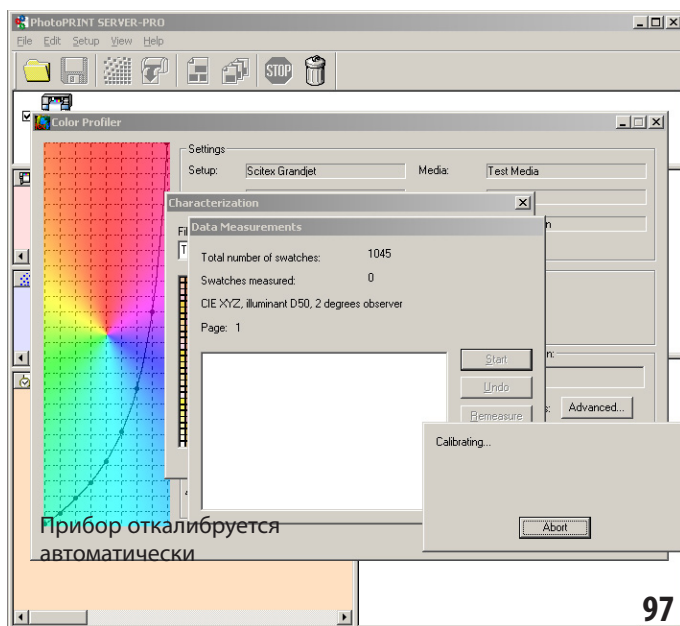 PhotoPRINT SERVER-PRO
File Edit Setup View Help
STOP
Color Profiler
Settings
Setup: Scitex Grandjet Media: Test Media
Characterization
Data Measurements
Total number of swatches: 1045
Swatches measured: 0
CIE XYZ, illuminant D50, 2 degrees observer
Page: 1
Start
Undo
Remeasure
Advanced...
Calibrating...
Abort
Прибор откалибруется
автоматически
97